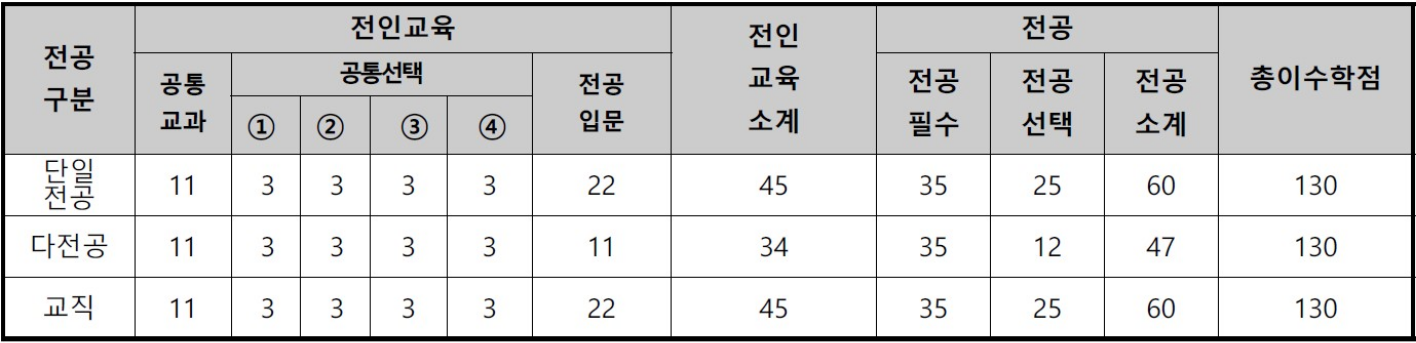 전공 구분 전인교육 전인 교육 소계 전공 총이수학점
공통 교과 공통선택 전공 입문 전공 필수 전공 선택 전공 소계
① ② ③ ④
단일 전공 11 3 3 3 3 22 45 35 25 60 130
다전공 11 3 3 3 3 11 34 35 12 47 130
교직 11 3 3 3 3 22 45 35 25 60 130